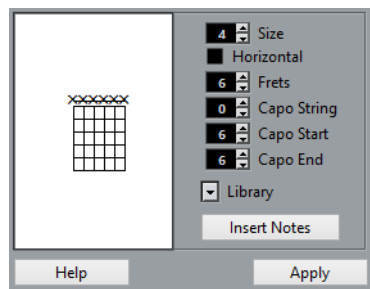 4 Size
Horizontal
6 Frets
XXXXXX
0 Capo String
6 Capo Start
6 Capo End
Library
Insert Notes
Help Apply